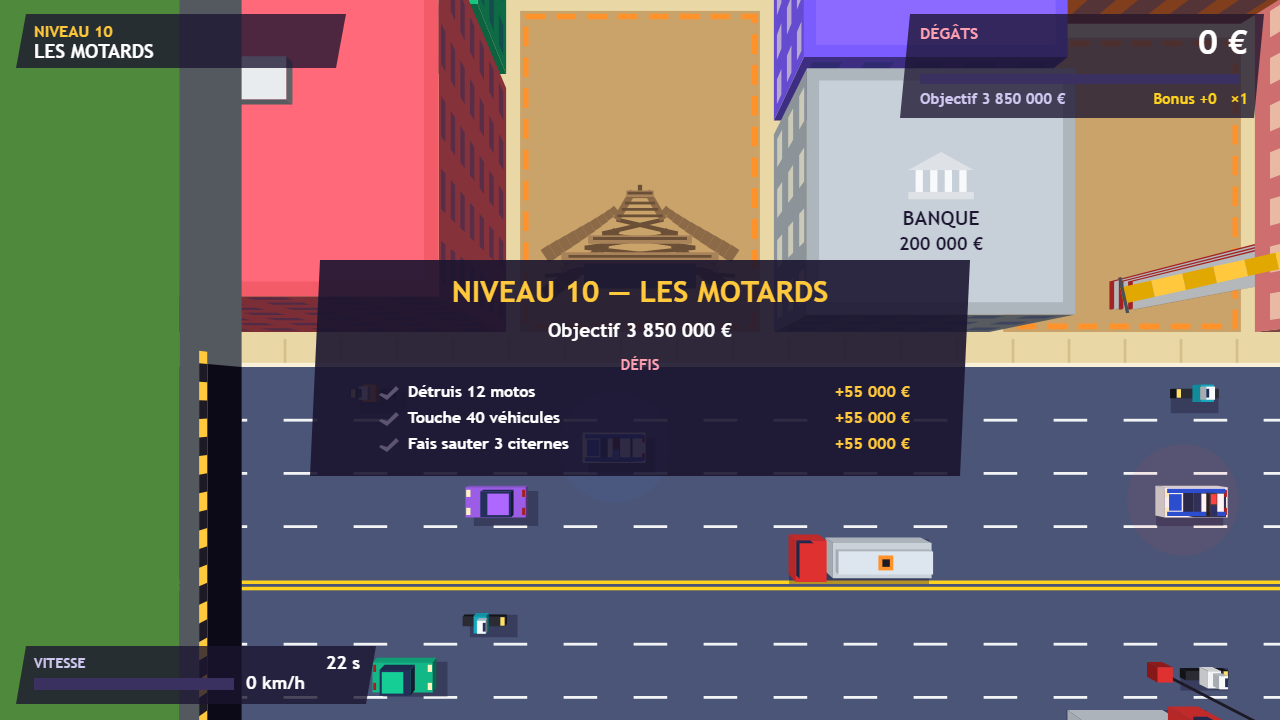 NIVEAU 10
LES MOTARDS
DÉGÂTS
0 €
Objectif 3 850 000 €
Bonus +0 ×1
BANQUE
200 000 €
NIVEAU 10 — LES MOTARDS
Objectif 3 850 000 €
DÉFIS
Détruis 12 motos +55 000 €
Touche 40 véhicules +55 000 €
Fais sauter 3 citernes +55 000 €
VITESSE
22 s
0 km/h